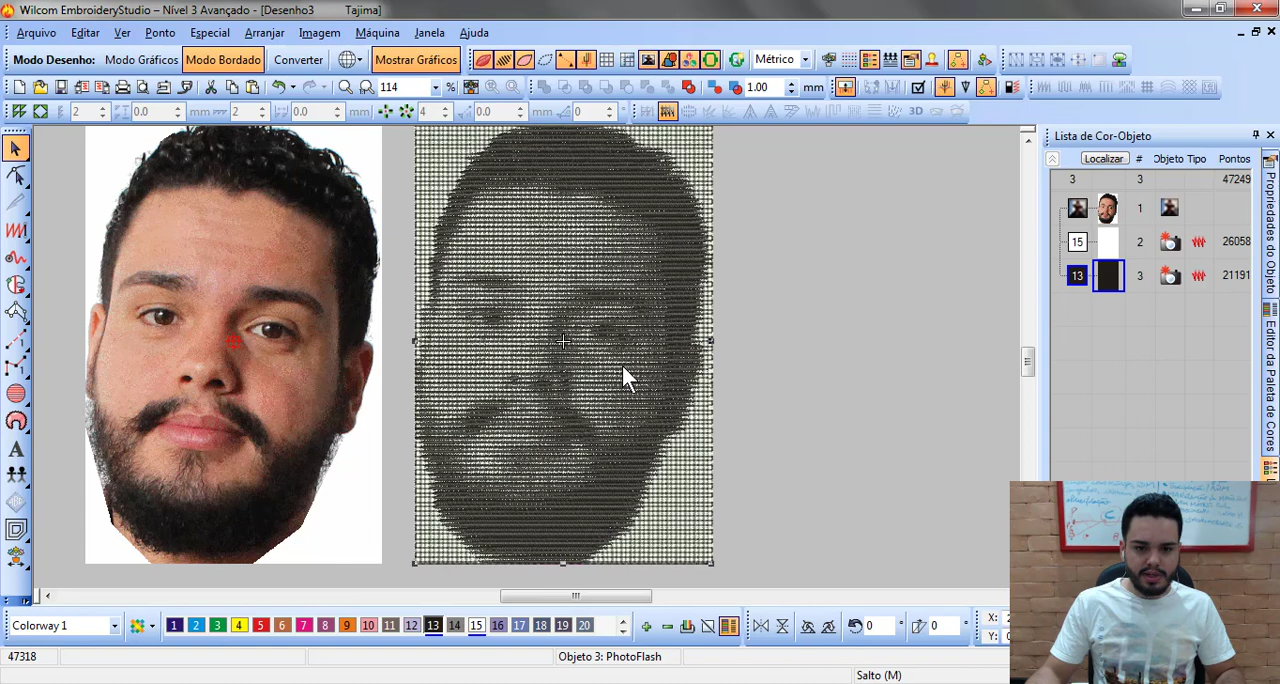 Wilcom EmbroideryStudio – Nível 3 Avançado - [Desenho3 Tajima]
Arquivo Editar Ver Ponto Especial Arranjar Imagem Máquina Janela Ajuda
Modo Desenho: Modo Gráficos Modo Bordado Converter Mostrar Gráficos Métrico
114 % 1.00 mm
2 0.0 mm 2 0.0 mm 4 0.0 mm 0 ° 3D
Lista de Cor-Objeto
Localizar # Objeto Tipo Pontos
3 3 47249
1
15 2 26058
13 3 21191
Propriedades do Objeto
Editor da Paleta de Cores
A
Colorway 1 1 2 3 4 5 6 7 8 9 10 11 12 13 14 15 16 17 18 19 20 0 ° 0 ° X:
Y:
47318 Objeto 3: PhotoFlash
Salto (M)